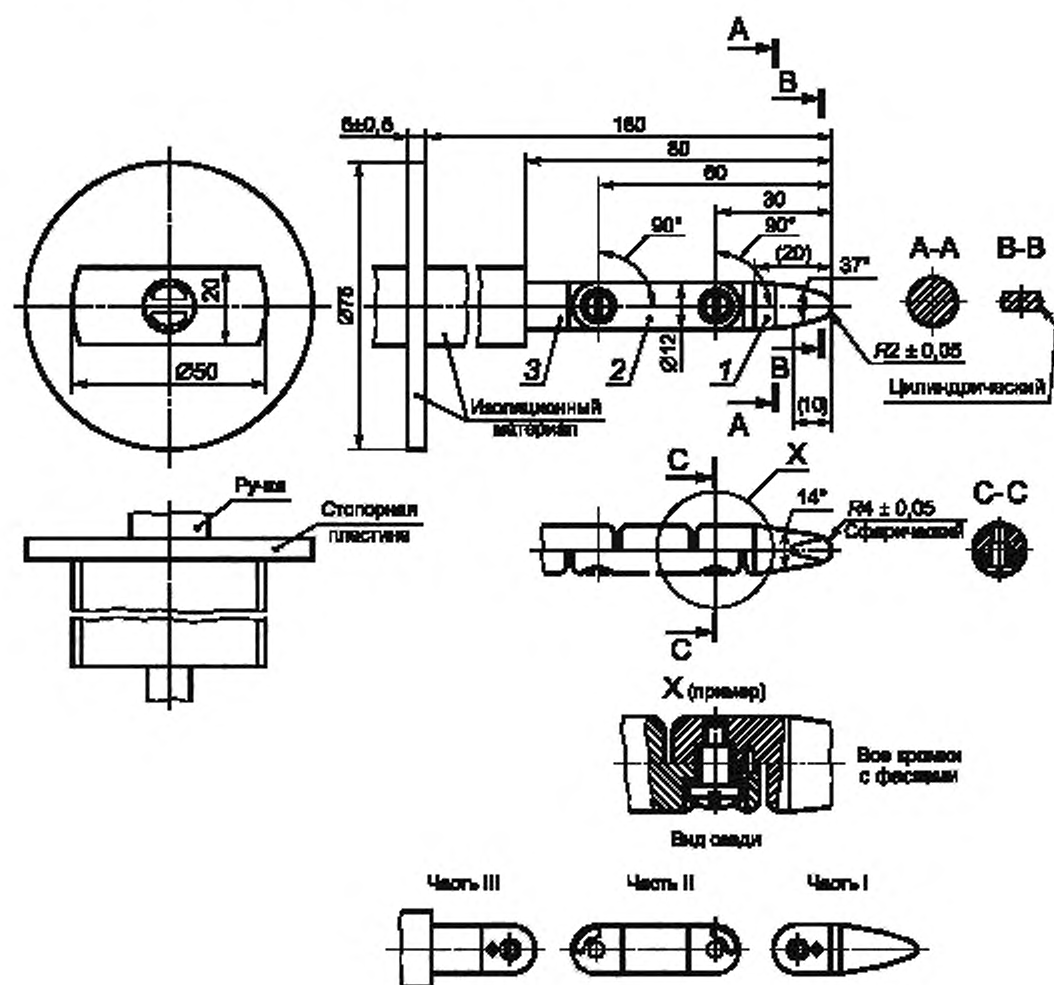 A
B
5±0,5
180
80
60
30
90°
90°
(20)
37°
A-A
B-B
Ø75
20
Ø50
Ø12
3
2
1
B
R2 ± 0,05
Цилиндрический
Изоляционный
материал
(10)
A
C
X
Ручка
Стопорная
пластина
14°
R4 ± 0,05
Сферический
C-C
C
X (пример)
Все кромки
с фасками
Вид сзади
Часть III
Часть II
Часть I